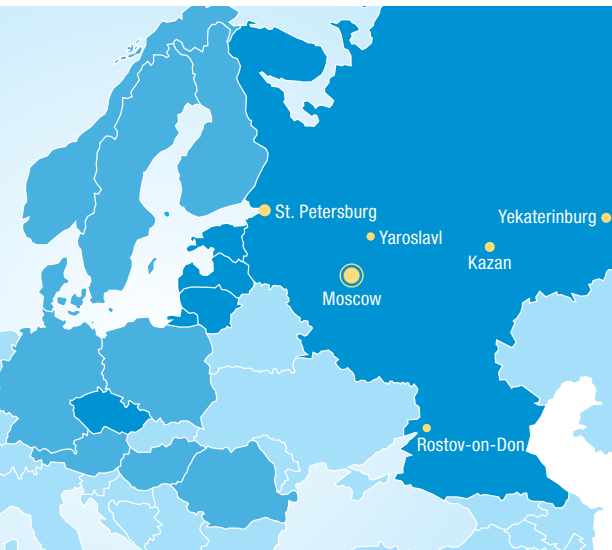 St. Petersburg
Yekaterinburg
Yaroslavl
Kazan
Moscow
Rostov-on-Don